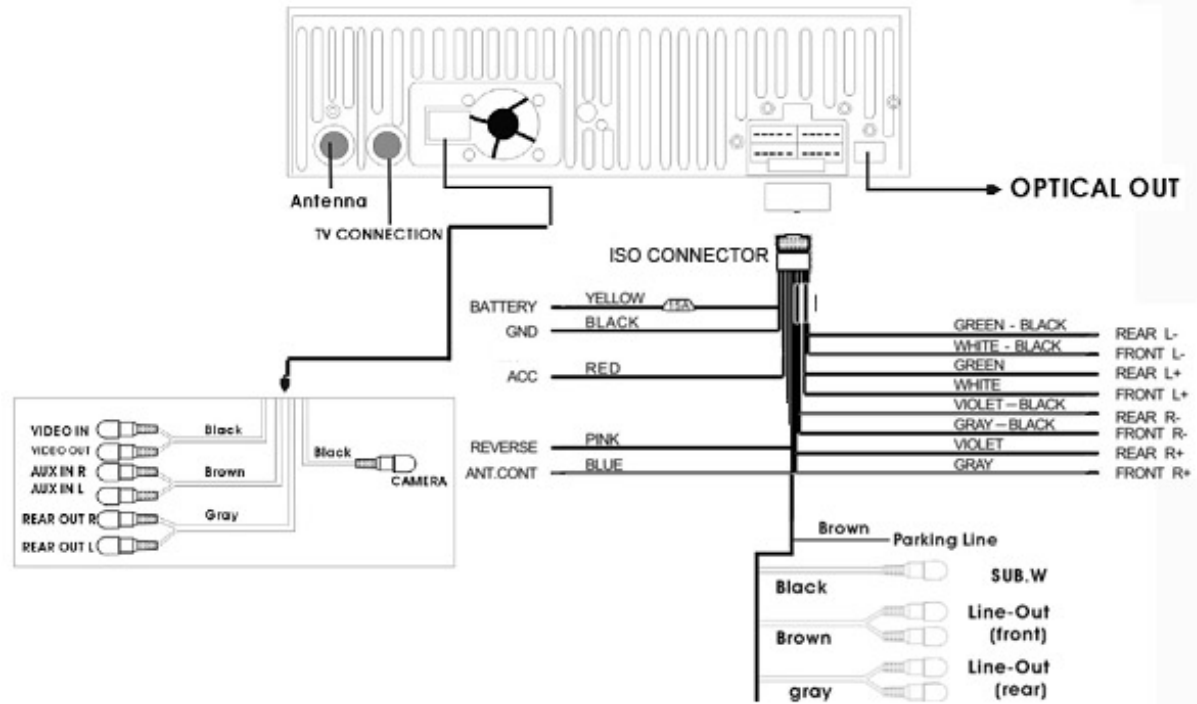 Antenna
TV CONNECTION
OPTICAL OUT
ISO CONNECTOR
BATTERY
YELLOW
15A
GND
BLACK
ACC
RED
REVERSE
PINK
ANT.CONT
BLUE
GREEN - BLACK
REAR L-
WHITE - BLACK
FRONT L-
GREEN
REAR L+
WHITE
FRONT L+
VIOLET – BLACK
REAR R-
GRAY – BLACK
FRONT R-
VIOLET
REAR R+
GRAY
FRONT R+
VIDEO IN
VIDEO OUT
Black
AUX IN R
AUX IN L
Brown
REAR OUT R
REAR OUT L
Gray
Black
CAMERA
Brown
Parking Line
Black
SUB.W
Brown
Line-Out
(front)
gray
Line-Out
(rear)